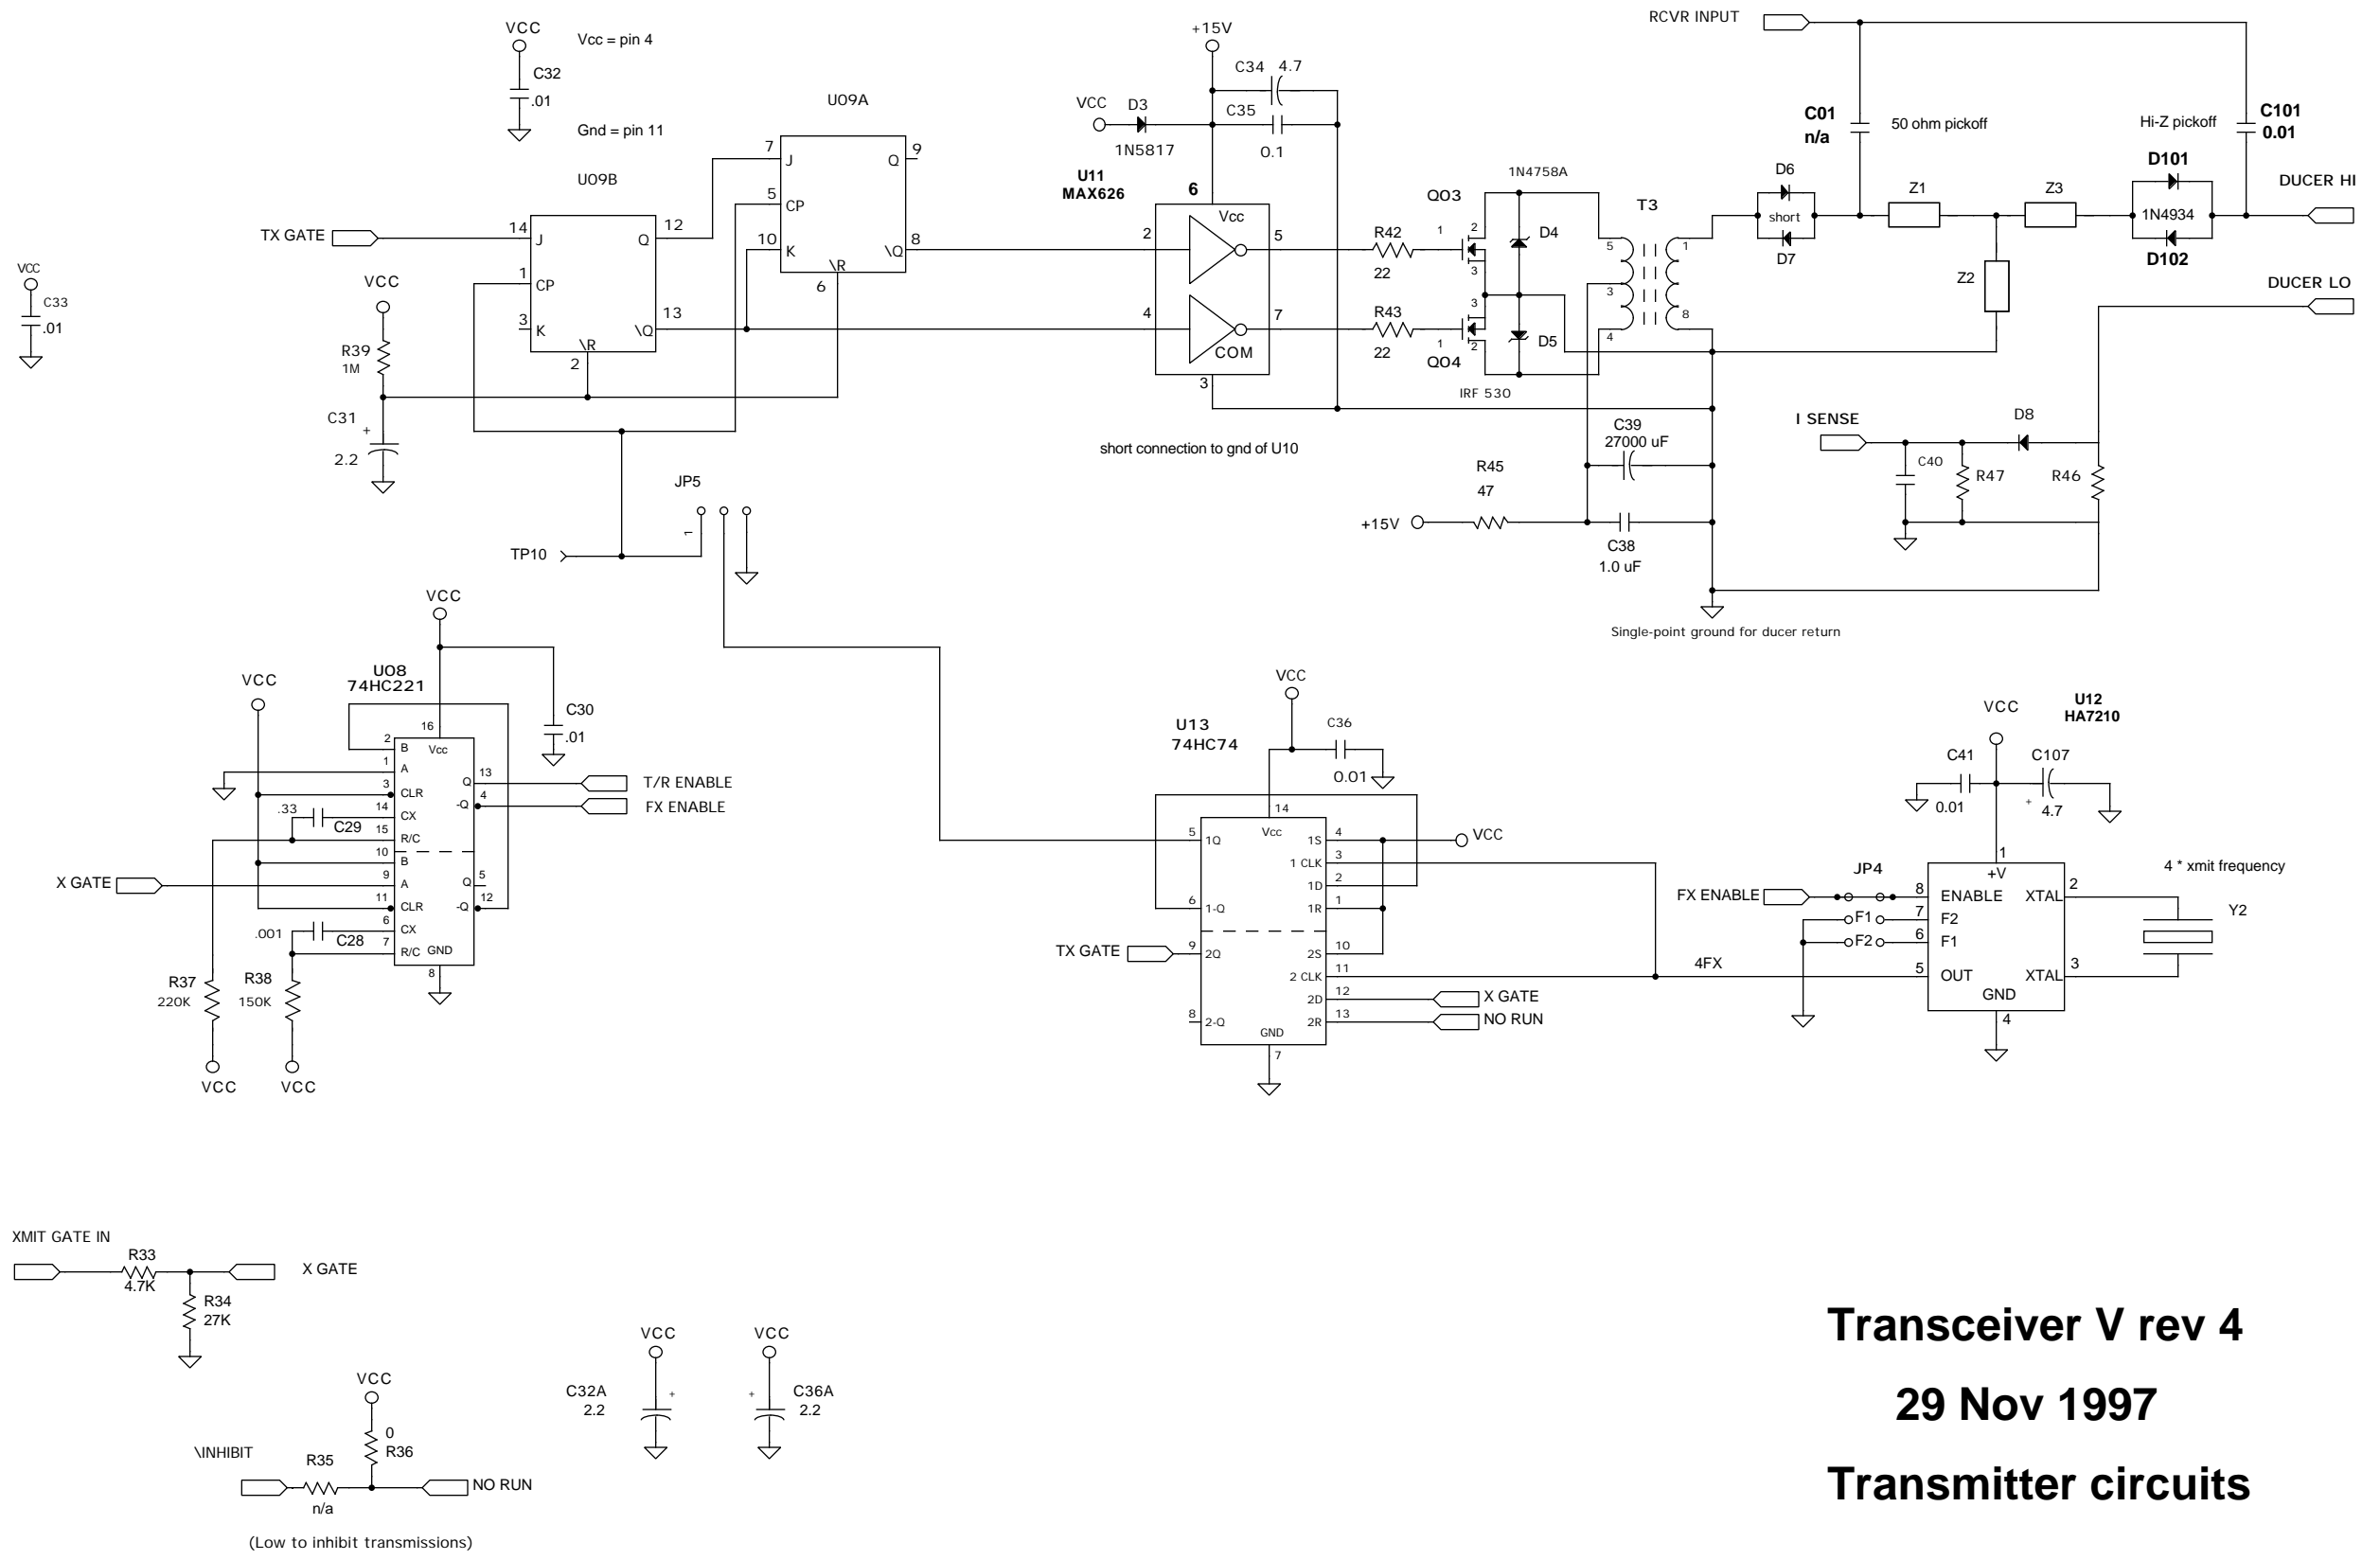 RCVR INPUT
VCC
Vcc = pin 4
C32
.01
Gnd = pin 11
U09A
7
J
Q
9
5
CP
10
K
\Q
8
\R
6
U09B
TX GATE
14
J
Q
12
1
CP
3
K
\Q
13
\R
2
VCC
C33
.01
VCC
R39
1M
C31
+
2.2
+15V
C34
4.7
VCC
D3
1N5817
C35
0.1
U11
MAX626
6
Vcc
2
5
4
7
COM
3
short connection to gnd of U10
R42
22
R43
22
Q03
1
2
3
3
1
2
Q04
1N4758A
D4
D5
IRF 530
T3
5
3
4
1
8
D6
short
D7
C01
n/a
50 ohm pickoff
Z1
Z3
Z2
Hi-Z pickoff
C101
0.01
D101
1N4934
D102
DUCER HI
DUCER LO
I SENSE
D8
C40
R47
R46
C39
27000 uF
R45
47
+15V
C38
1.0 uF
Single-point ground for ducer return
JP5
1
TP10
VCC
U08
74HC221
VCC
C30
.01
16
Vcc
2
B
1
A
3
CLR
14
CX
15
R/C
10
B
9
A
11
CLR
6
CX
7
R/C
GND
8
Q
13
-Q
4
Q
5
-Q
12
T/R ENABLE
FX ENABLE
.33
C29
X GATE
.001
C28
R37
220K
R38
150K
VCC
VCC
VCC
U13
74HC74
C36
0.01
14
Vcc
5
1Q
6
1-Q
9
2Q
8
2-Q
1S
4
1 CLK
3
1D
2
1R
1
2S
10
2 CLK
11
2D
12
2R
13
GND
7
VCC
TX GATE
X GATE
NO RUN
4FX
VCC
U12
HA7210
C41
0.01
C107
+
4.7
1
+V
4 * xmit frequency
JP4
FX ENABLE
F1
F2
8
ENABLE
7
F2
6
F1
5
OUT
XTAL
2
XTAL
3
GND
4
Y2
XMIT GATE IN
R33
4.7K
X GATE
R34
27K
VCC
0
R36
\INHIBIT
R35
n/a
NO RUN
(Low to inhibit transmissions)
VCC
C32A
2.2
+
VCC
+
C36A
2.2
Transceiver V rev 4
29 Nov 1997
Transmitter circuits